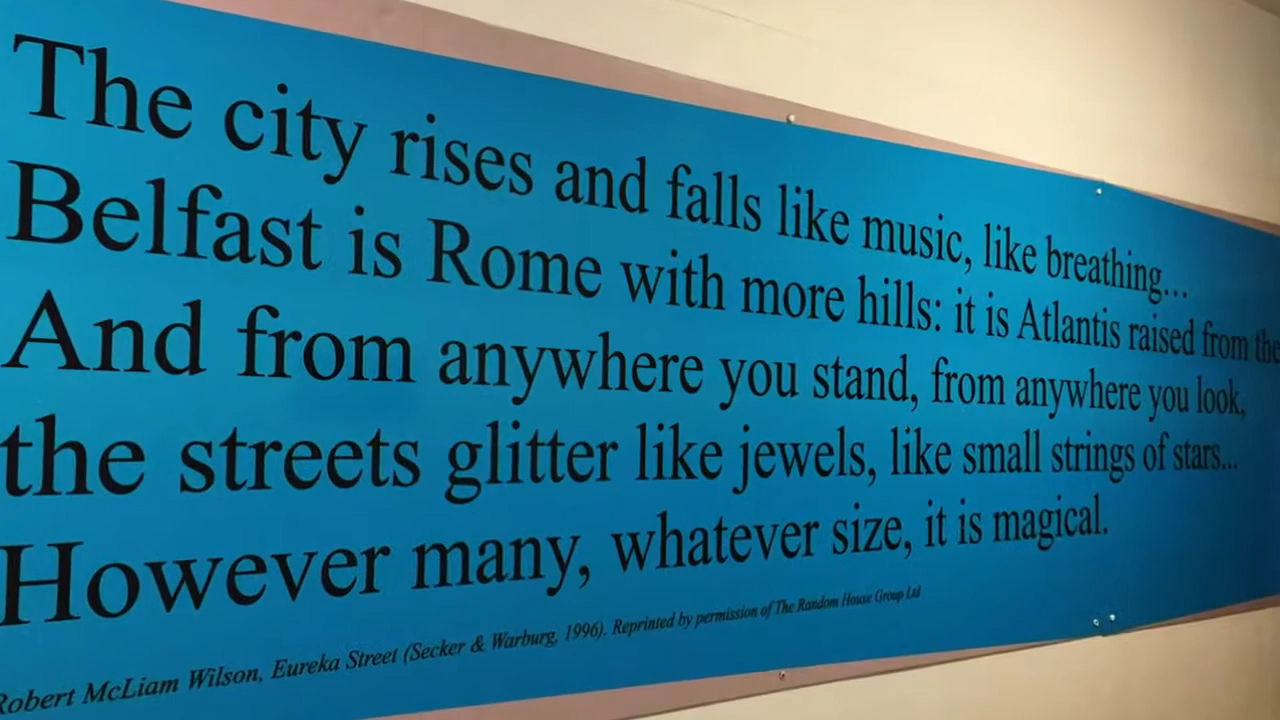 The city rises and falls like music, like breathing...
Belfast is Rome with more hills: it is Atlantis raised from the
And from anywhere you stand, from anywhere you look,
the streets glitter like jewels, like small strings of stars...
However many, whatever size, it is magical.
Robert McLiam Wilson, Eureka Street (Secker & Warburg, 1996). Reprinted by permission of The Random House Group Ltd